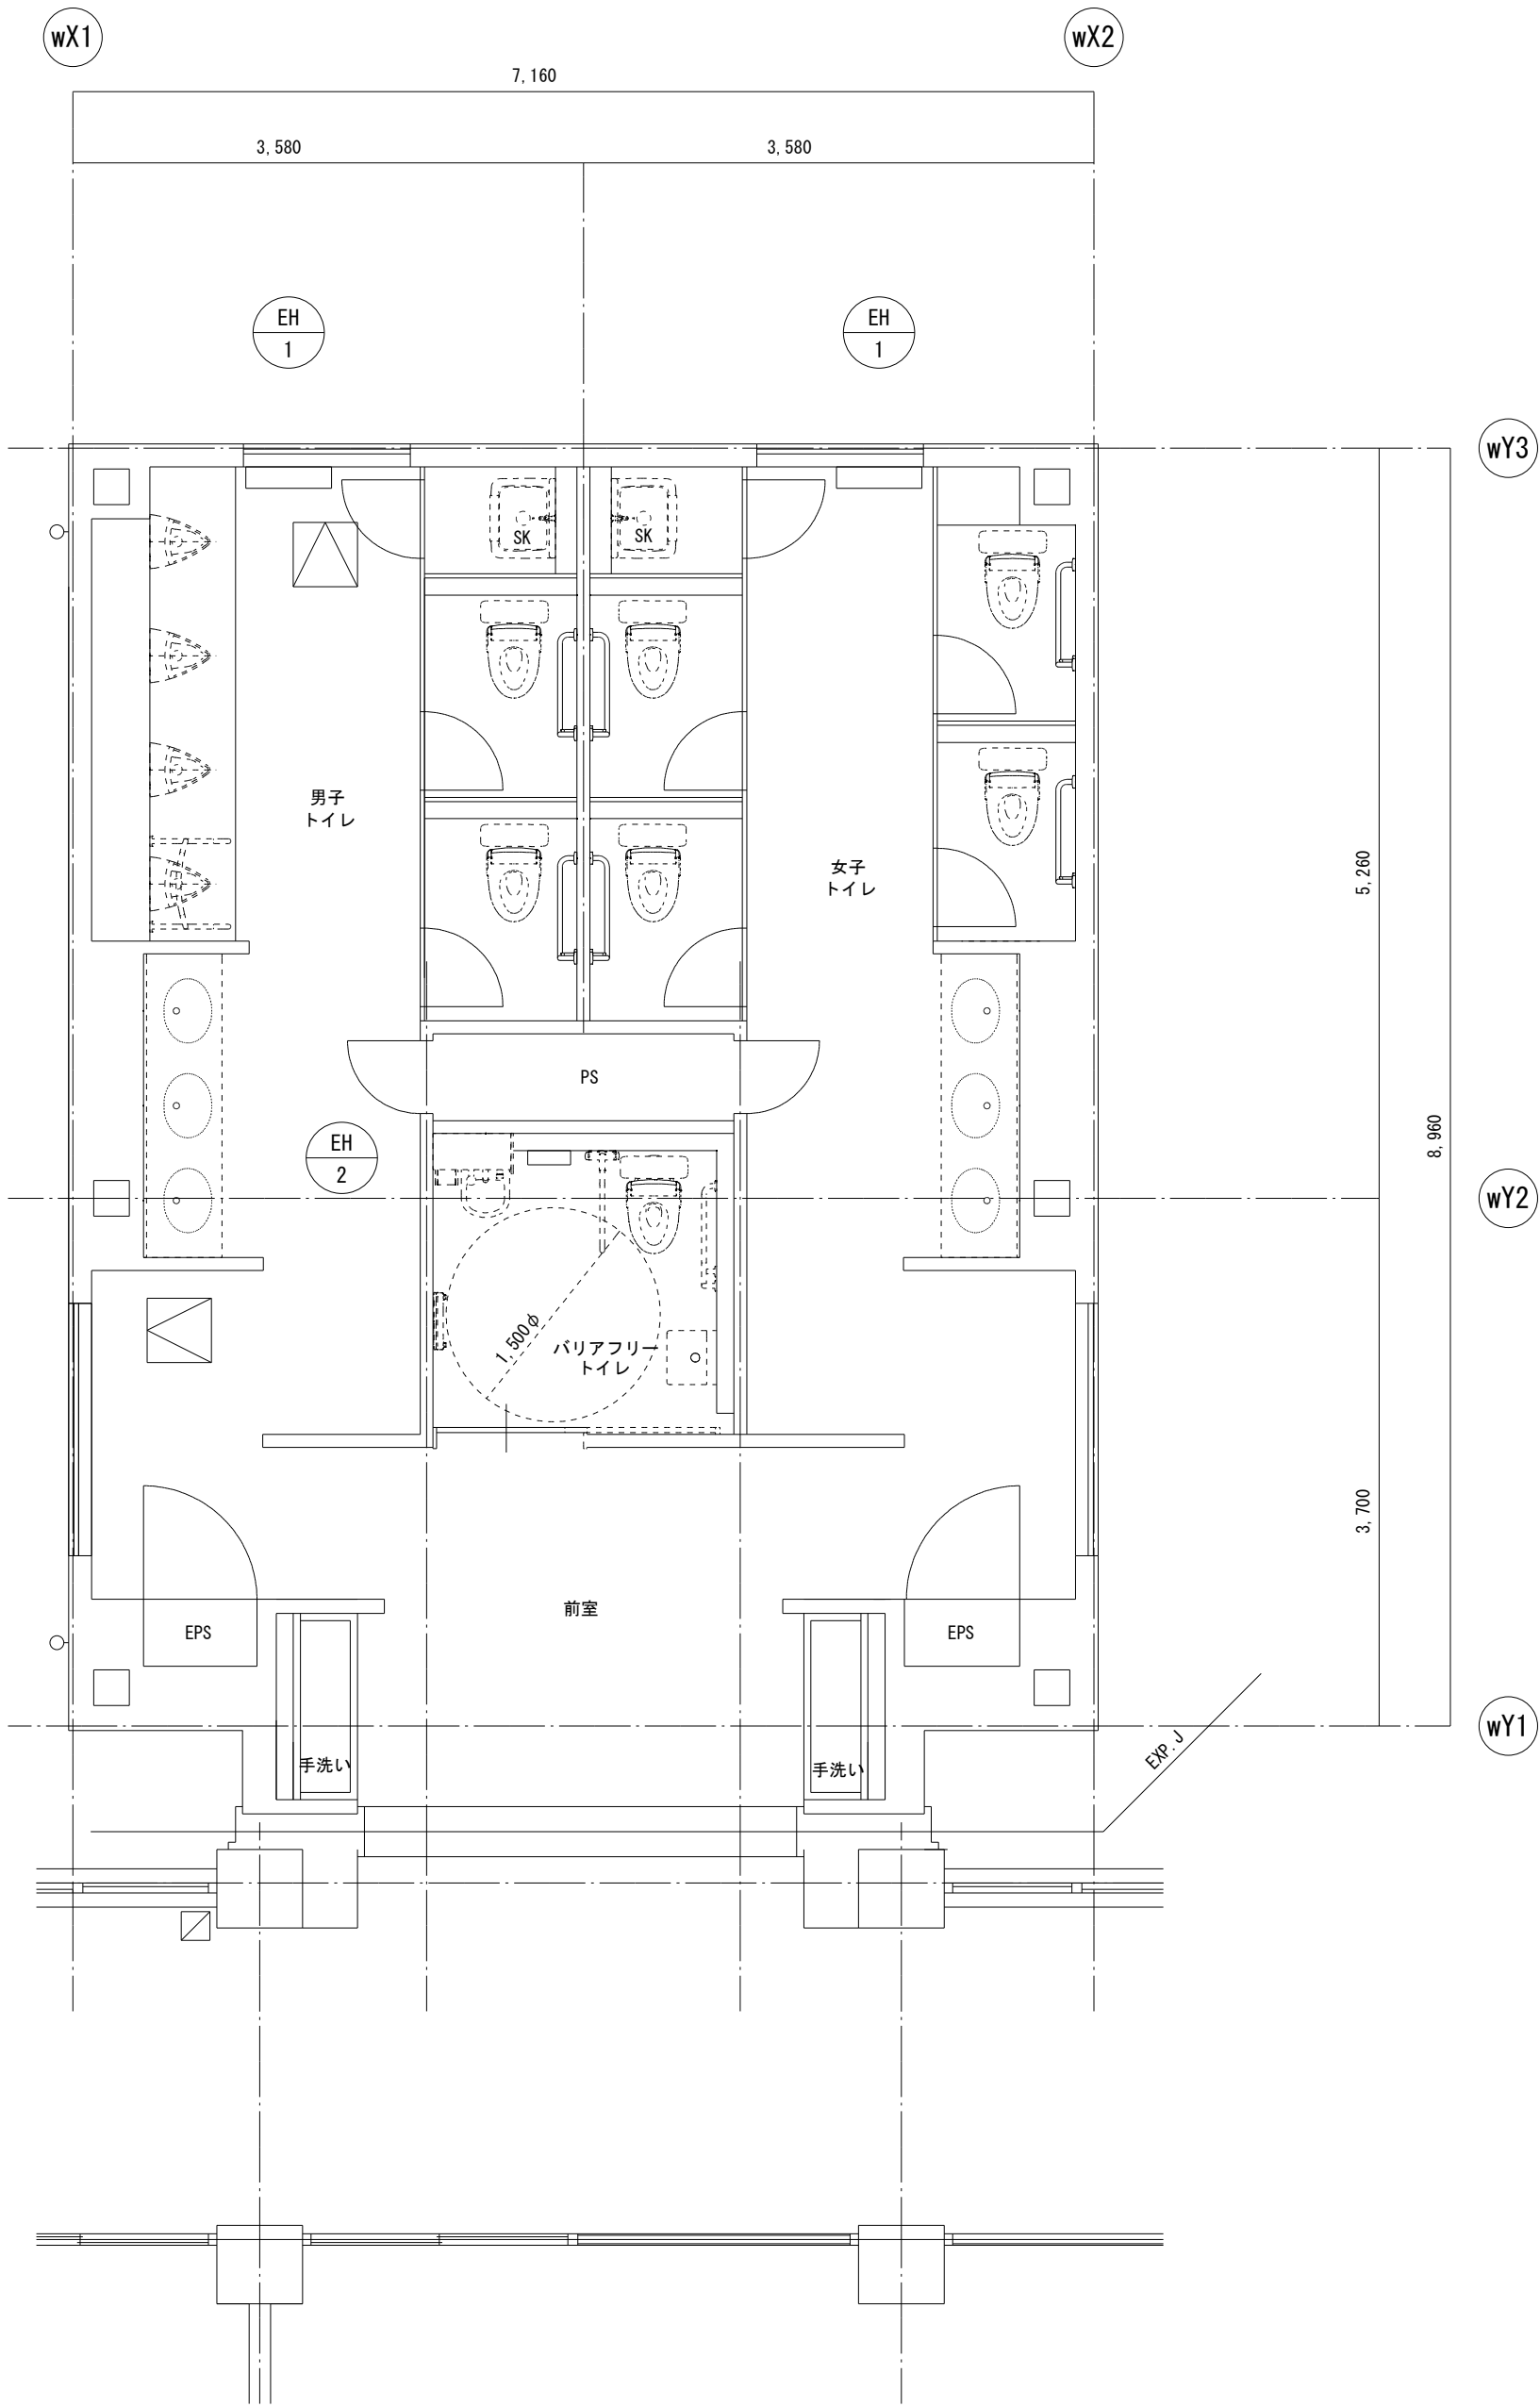 wX1
wX2
7,160
3,580
3,580
EH
1
EH
1
wY3
SK
SK
男子
トイレ
女子
トイレ
5,260
PS
8,960
EH
2
wY2
1,500φ
バリアフリー
トイレ
3,700
前室
EPS
EPS
wY1
手洗い
手洗い
EXP.J